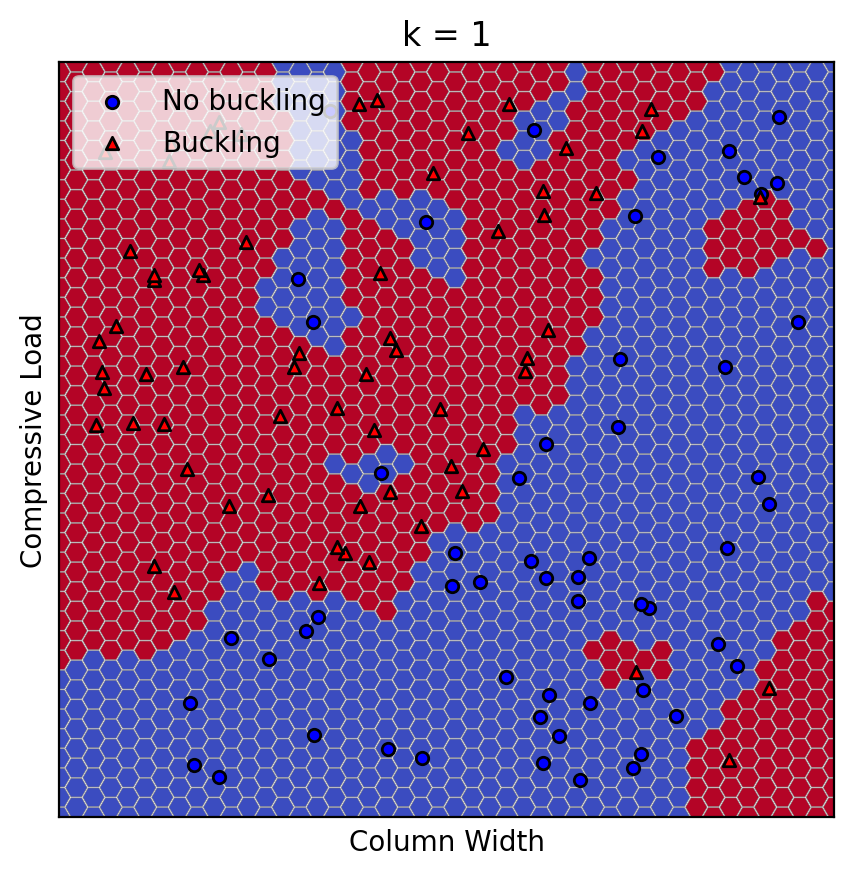 k = 1
No buckling
Buckling
Compressive Load
Column Width